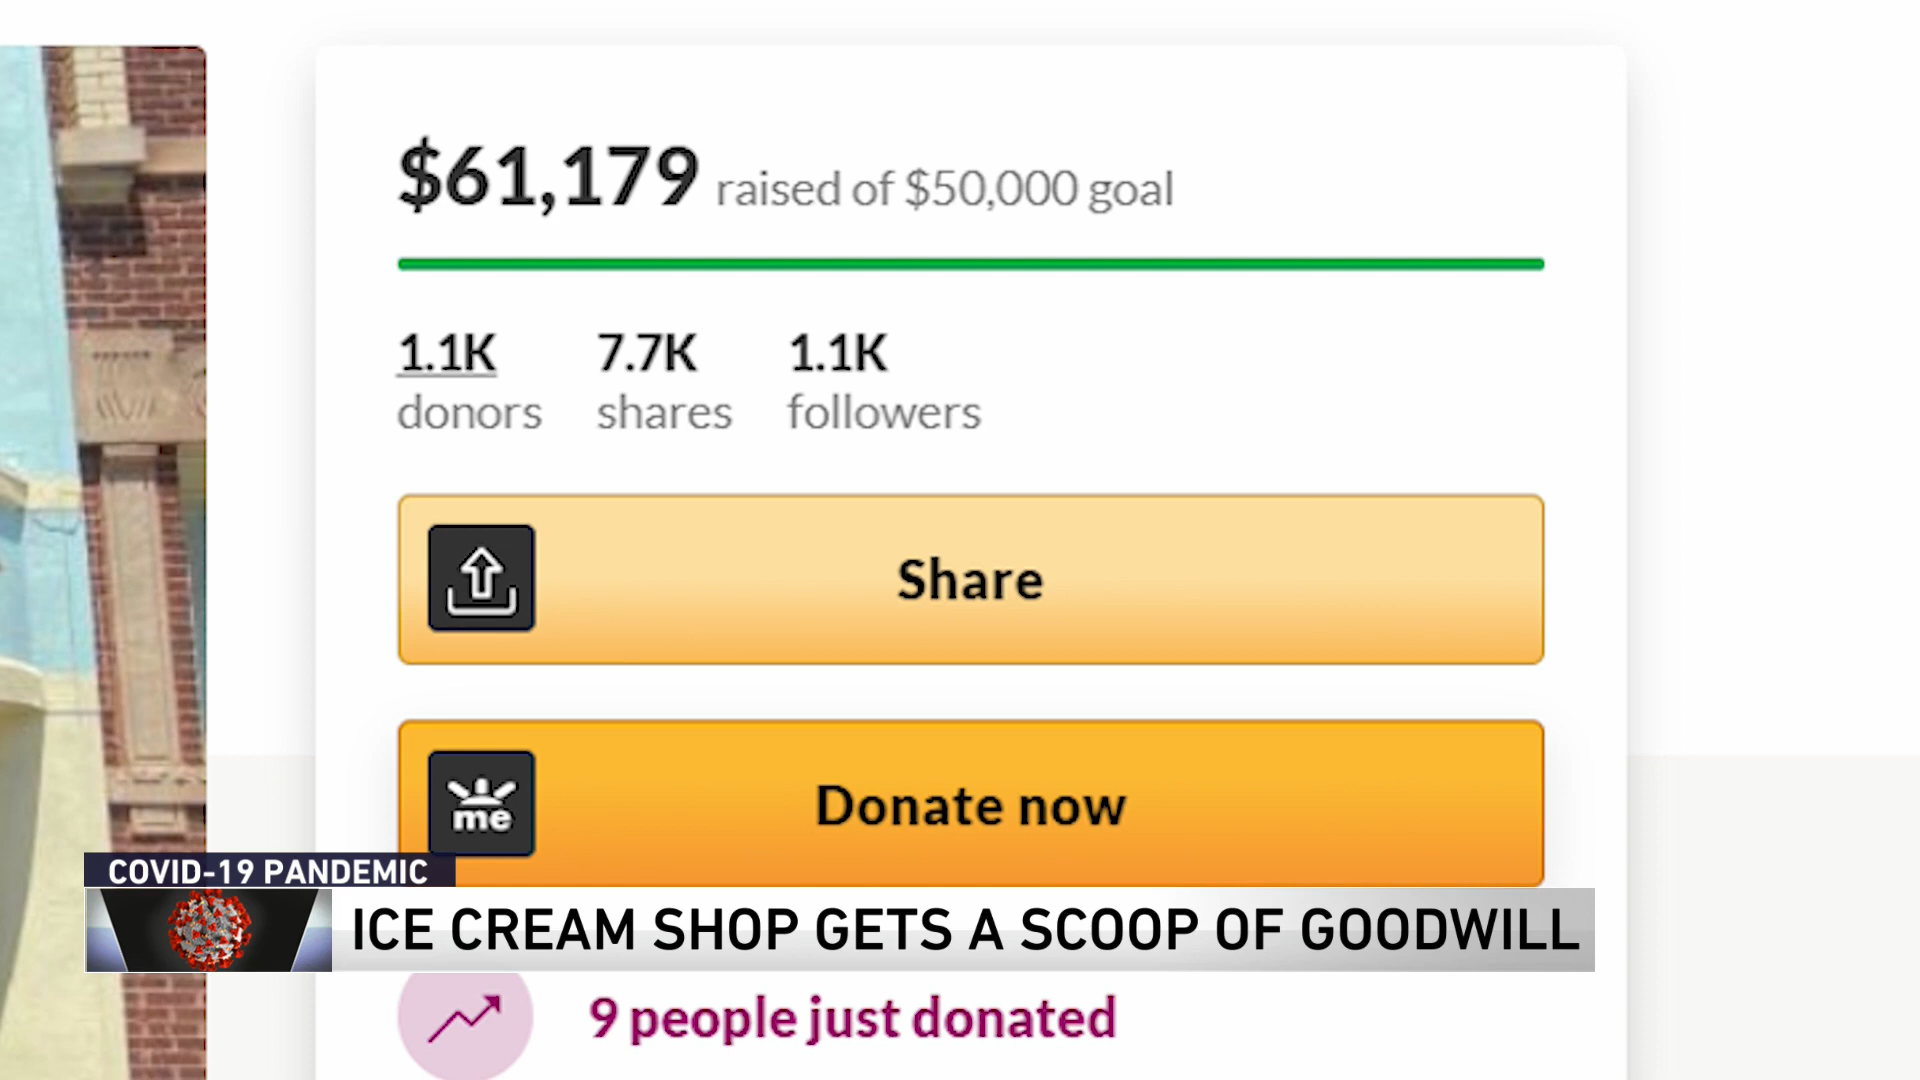 $61,179 raised of $50,000 goal
1.1K 7.7K 1.1K
donors shares followers
Share
me Donate now
COVID-19 PANDEMIC
ICE CREAM SHOP GETS A SCOOP OF GOODWILL
9 people just donated